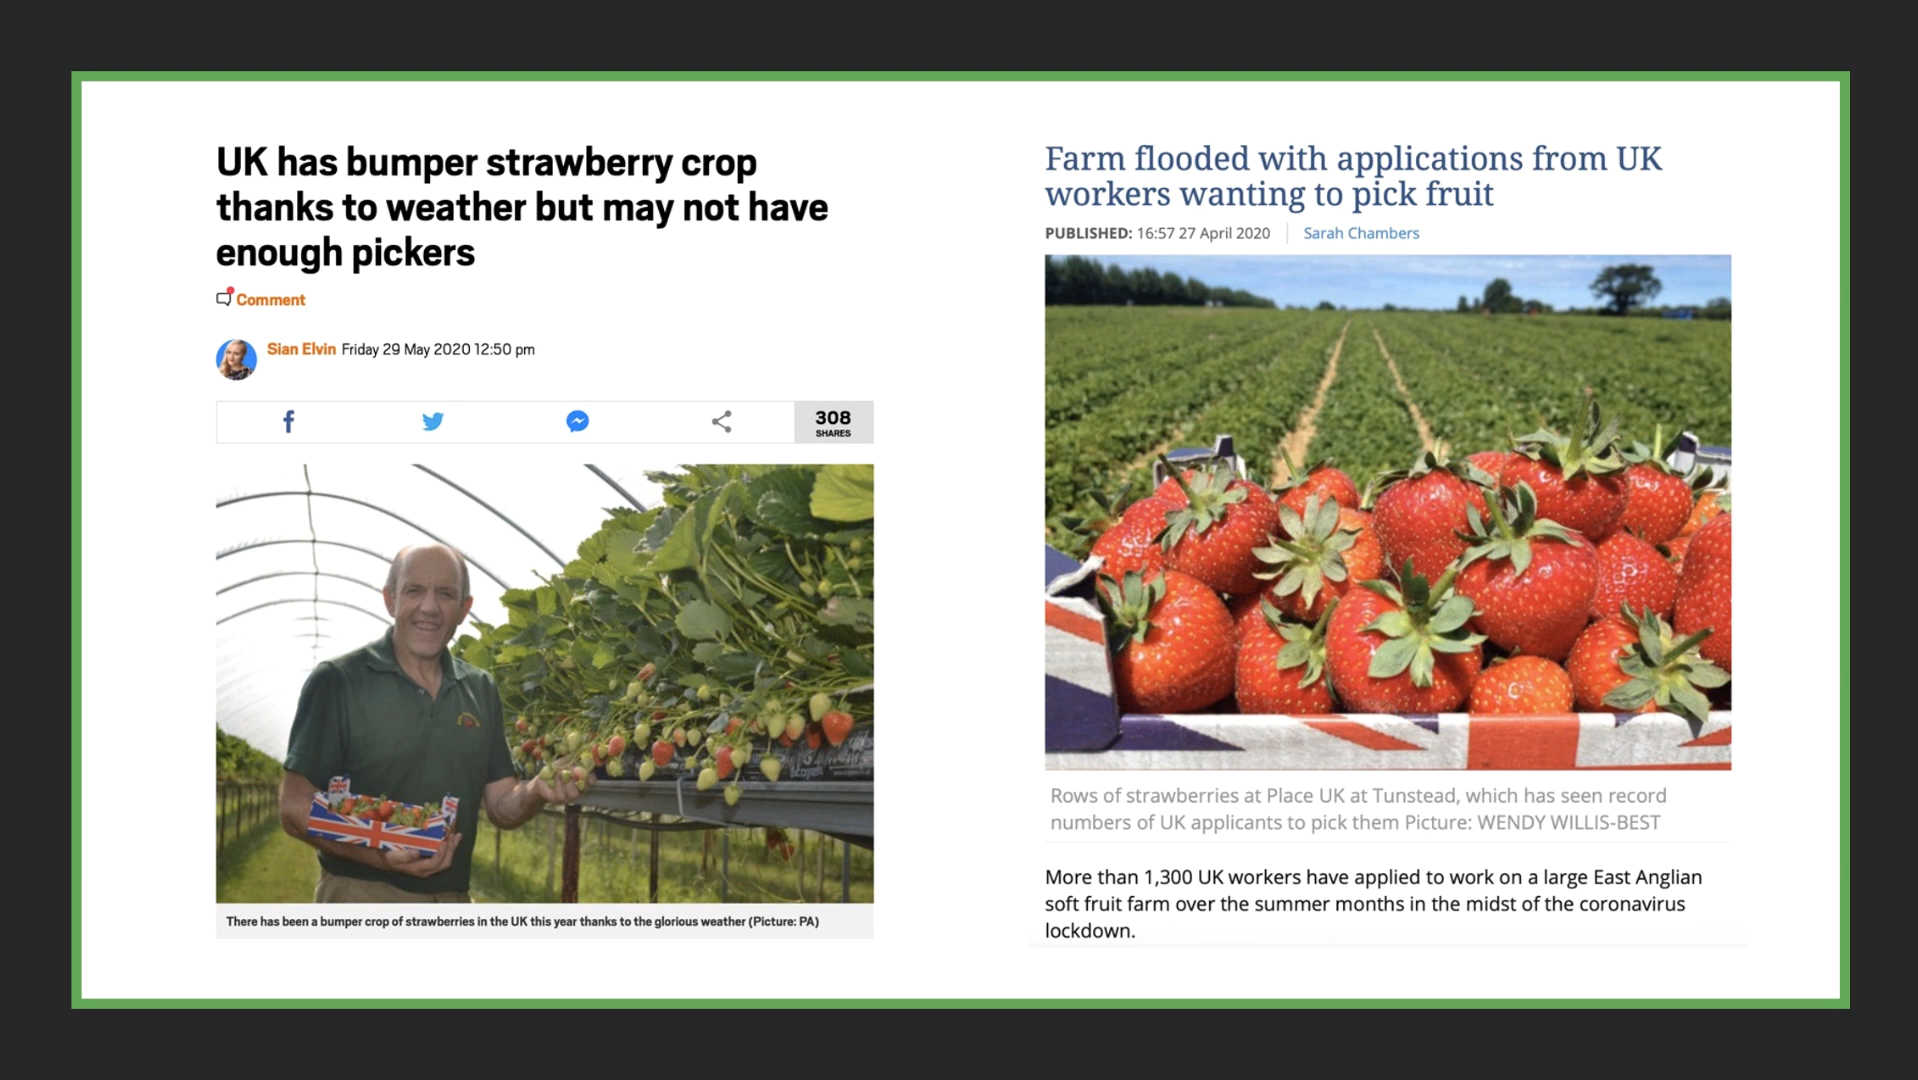 UK has bumper strawberry crop
thanks to weather but may not have
enough pickers
Comment
Sian Elvin Friday 29 May 2020 12:50 pm
308
SHARES
There has been a bumper crop of strawberries in the UK this year thanks to the glorious weather (Picture: PA)
Farm flooded with applications from UK
workers wanting to pick fruit
PUBLISHED: 16:57 27 April 2020 Sarah Chambers
Rows of strawberries at Place UK at Tunstead, which has seen record
numbers of UK applicants to pick them Picture: WENDY WILLIS-BEST
More than 1,300 UK workers have applied to work on a large East Anglian
soft fruit farm over the summer months in the midst of the coronavirus
lockdown.